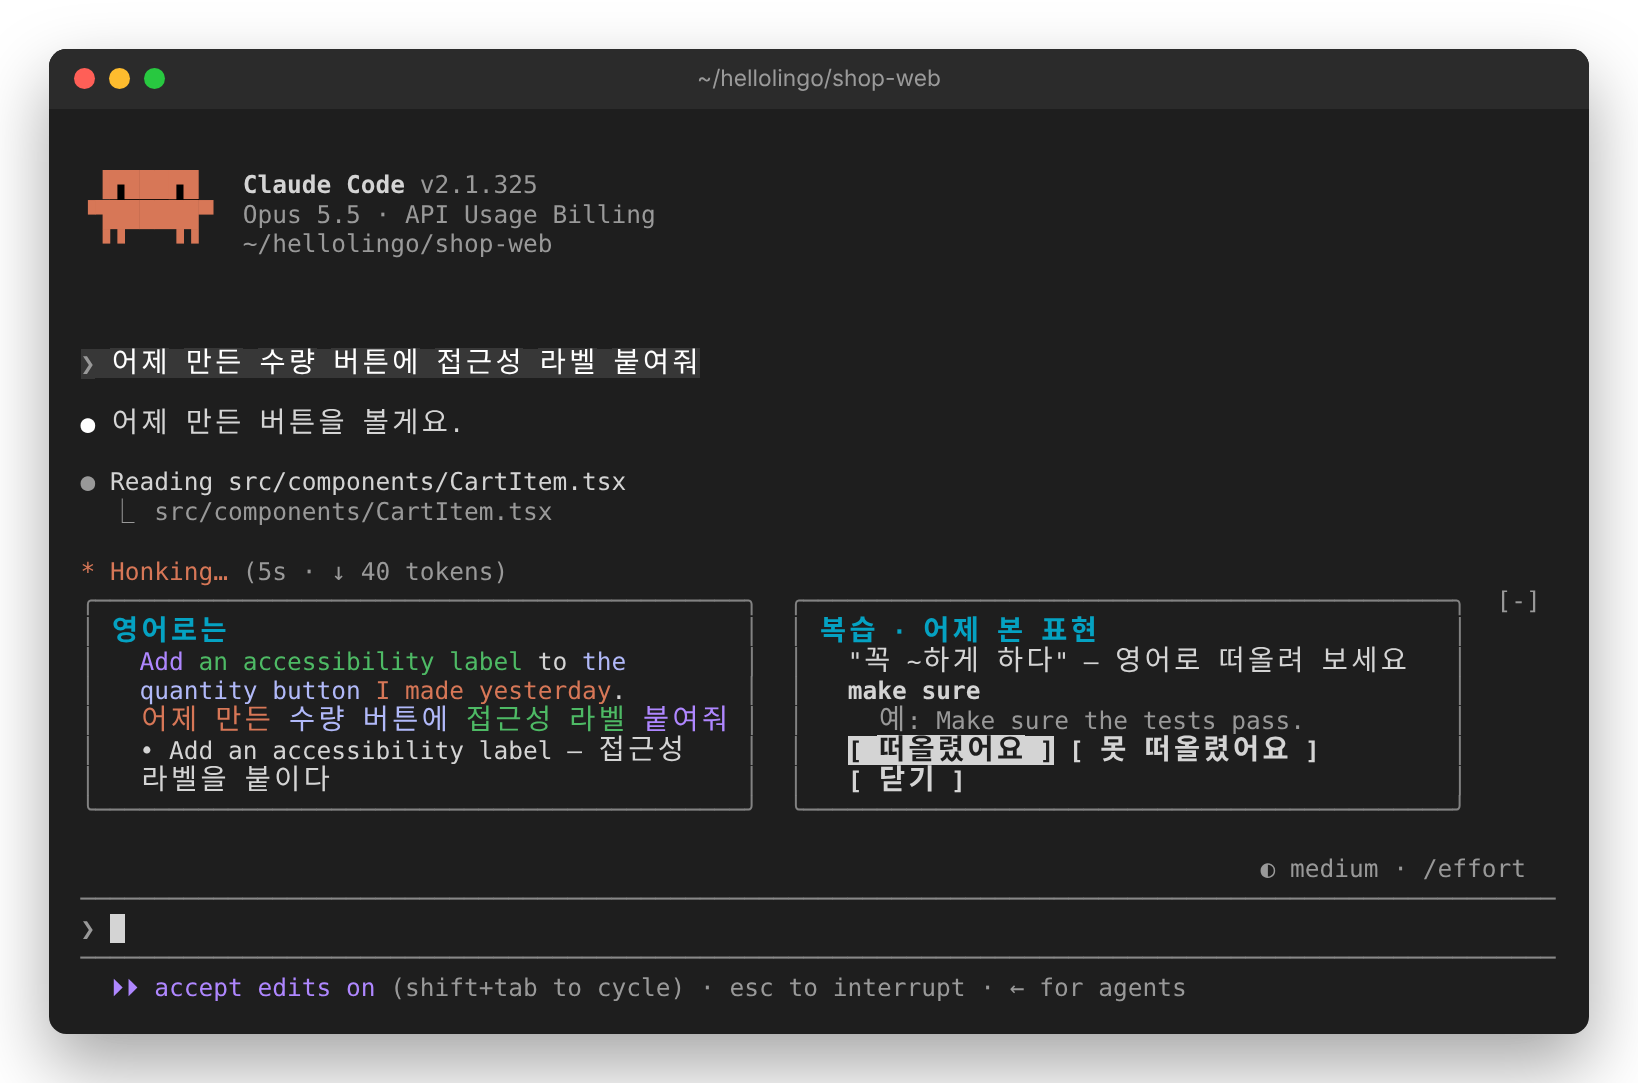 ~/hellolingo/shop-web
Claude Code v2.1.325
Opus 5.5 · API Usage Billing
~/hellolingo/shop-web
❯ 어제 만든 수량 버튼에 접근성 라벨 붙여줘
● 어제 만든 버튼을 볼게요.
● Reading src/components/CartItem.tsx
⎿ src/components/CartItem.tsx
* Honking… (5s · ↓ 40 tokens)
[-]
영어로는
Add an accessibility label to the
quantity button I made yesterday.
어제 만든 수량 버튼에 접근성 라벨 붙여줘
• Add an accessibility label — 접근성
라벨을 붙이다
복습 · 어제 본 표현
"꼭 ~하게 하다" — 영어로 떠올려 보세요
make sure
예: Make sure the tests pass.
[ 떠올렸어요 ] [ 못 떠올렸어요 ]
[ 닫기 ]
◐ medium · /effort
❯
⏵⏵ accept edits on (shift+tab to cycle) · esc to interrupt · ← for agents